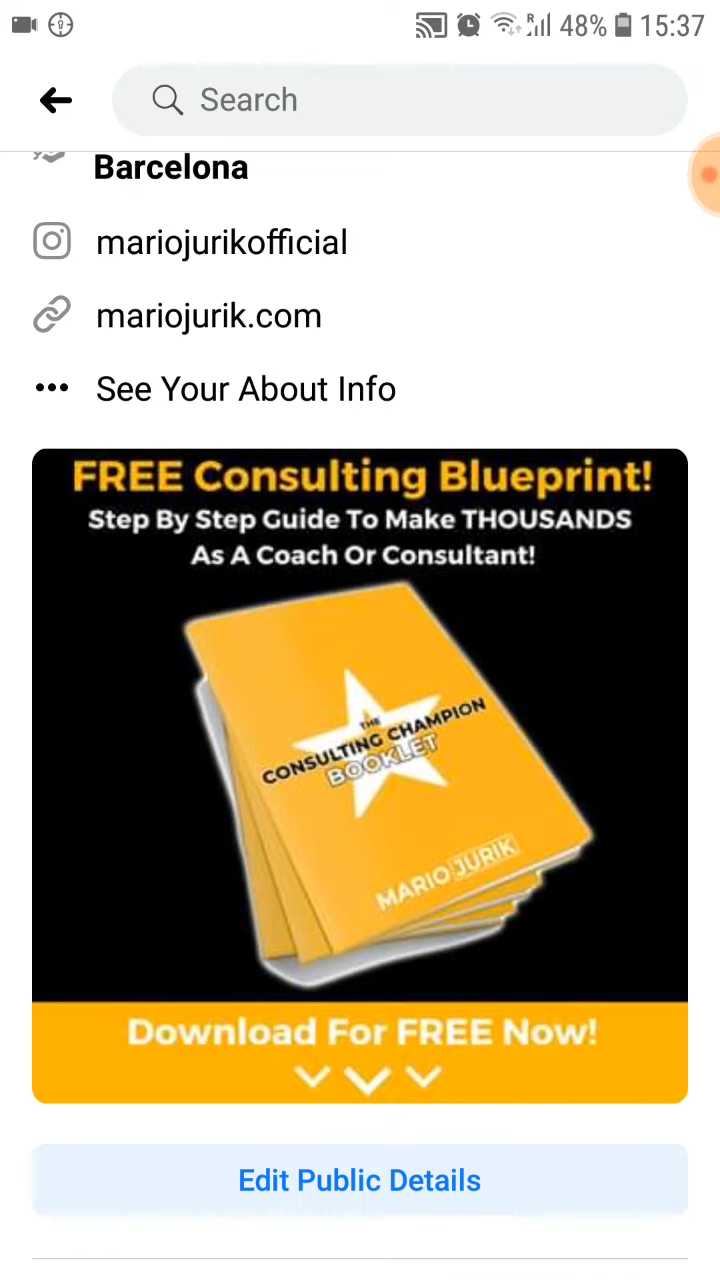 R 48% 15:37
Search
Barcelona
mariojurikofficial
mariojurik.com
See Your About Info
FREE Consulting Blueprint!
Step By Step Guide To Make THOUSANDS
As A Coach Or Consultant!
THE
CONSULTING CHAMPION
BOOKLET
MARIO JURIK
Download For FREE Now!
Edit Public Details